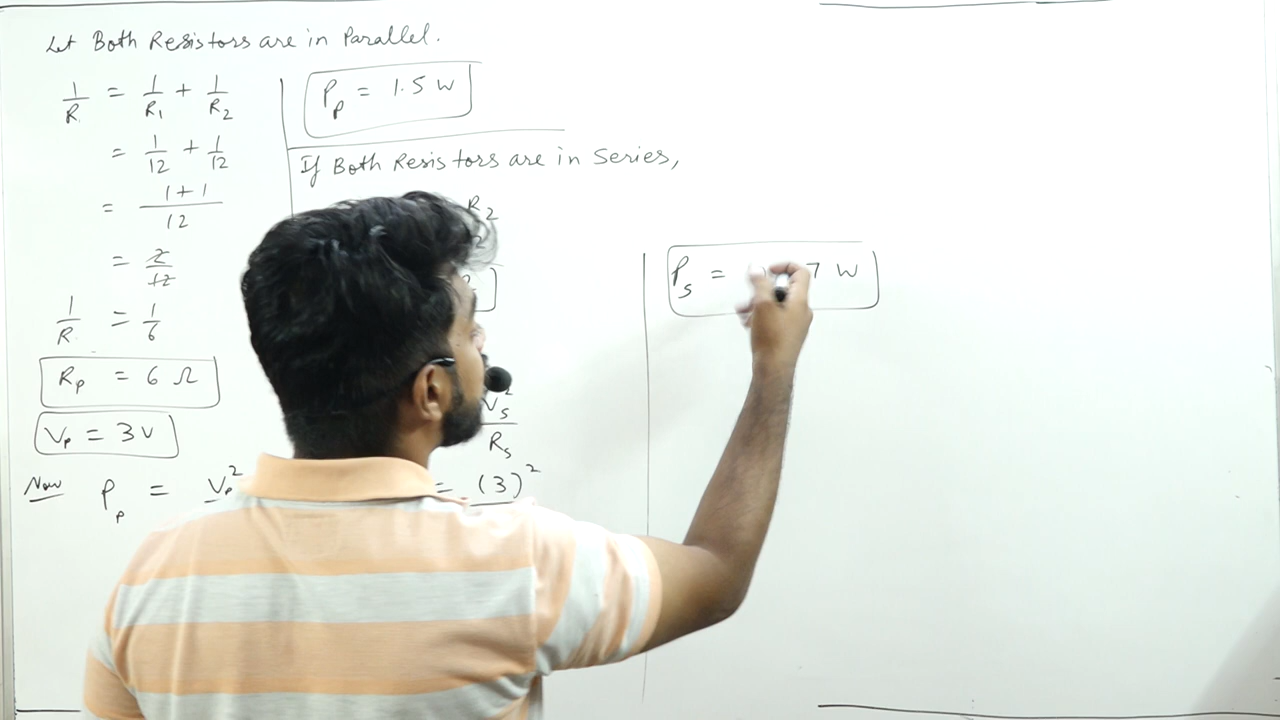 Let Both Resistors are in Parallel.
1/R = 1/R1 + 1/R2
= 1/12 + 1/12
= 1+1/12
= 2/12
1/R = 1/6
Rp = 6 Ω
Vp = 3V
Now Pp = Vp²
Pp = 1.5 W
If Both Resistors are in Series,
R2
2
Vs²/Rs
= (3)²
Ps = 7 W